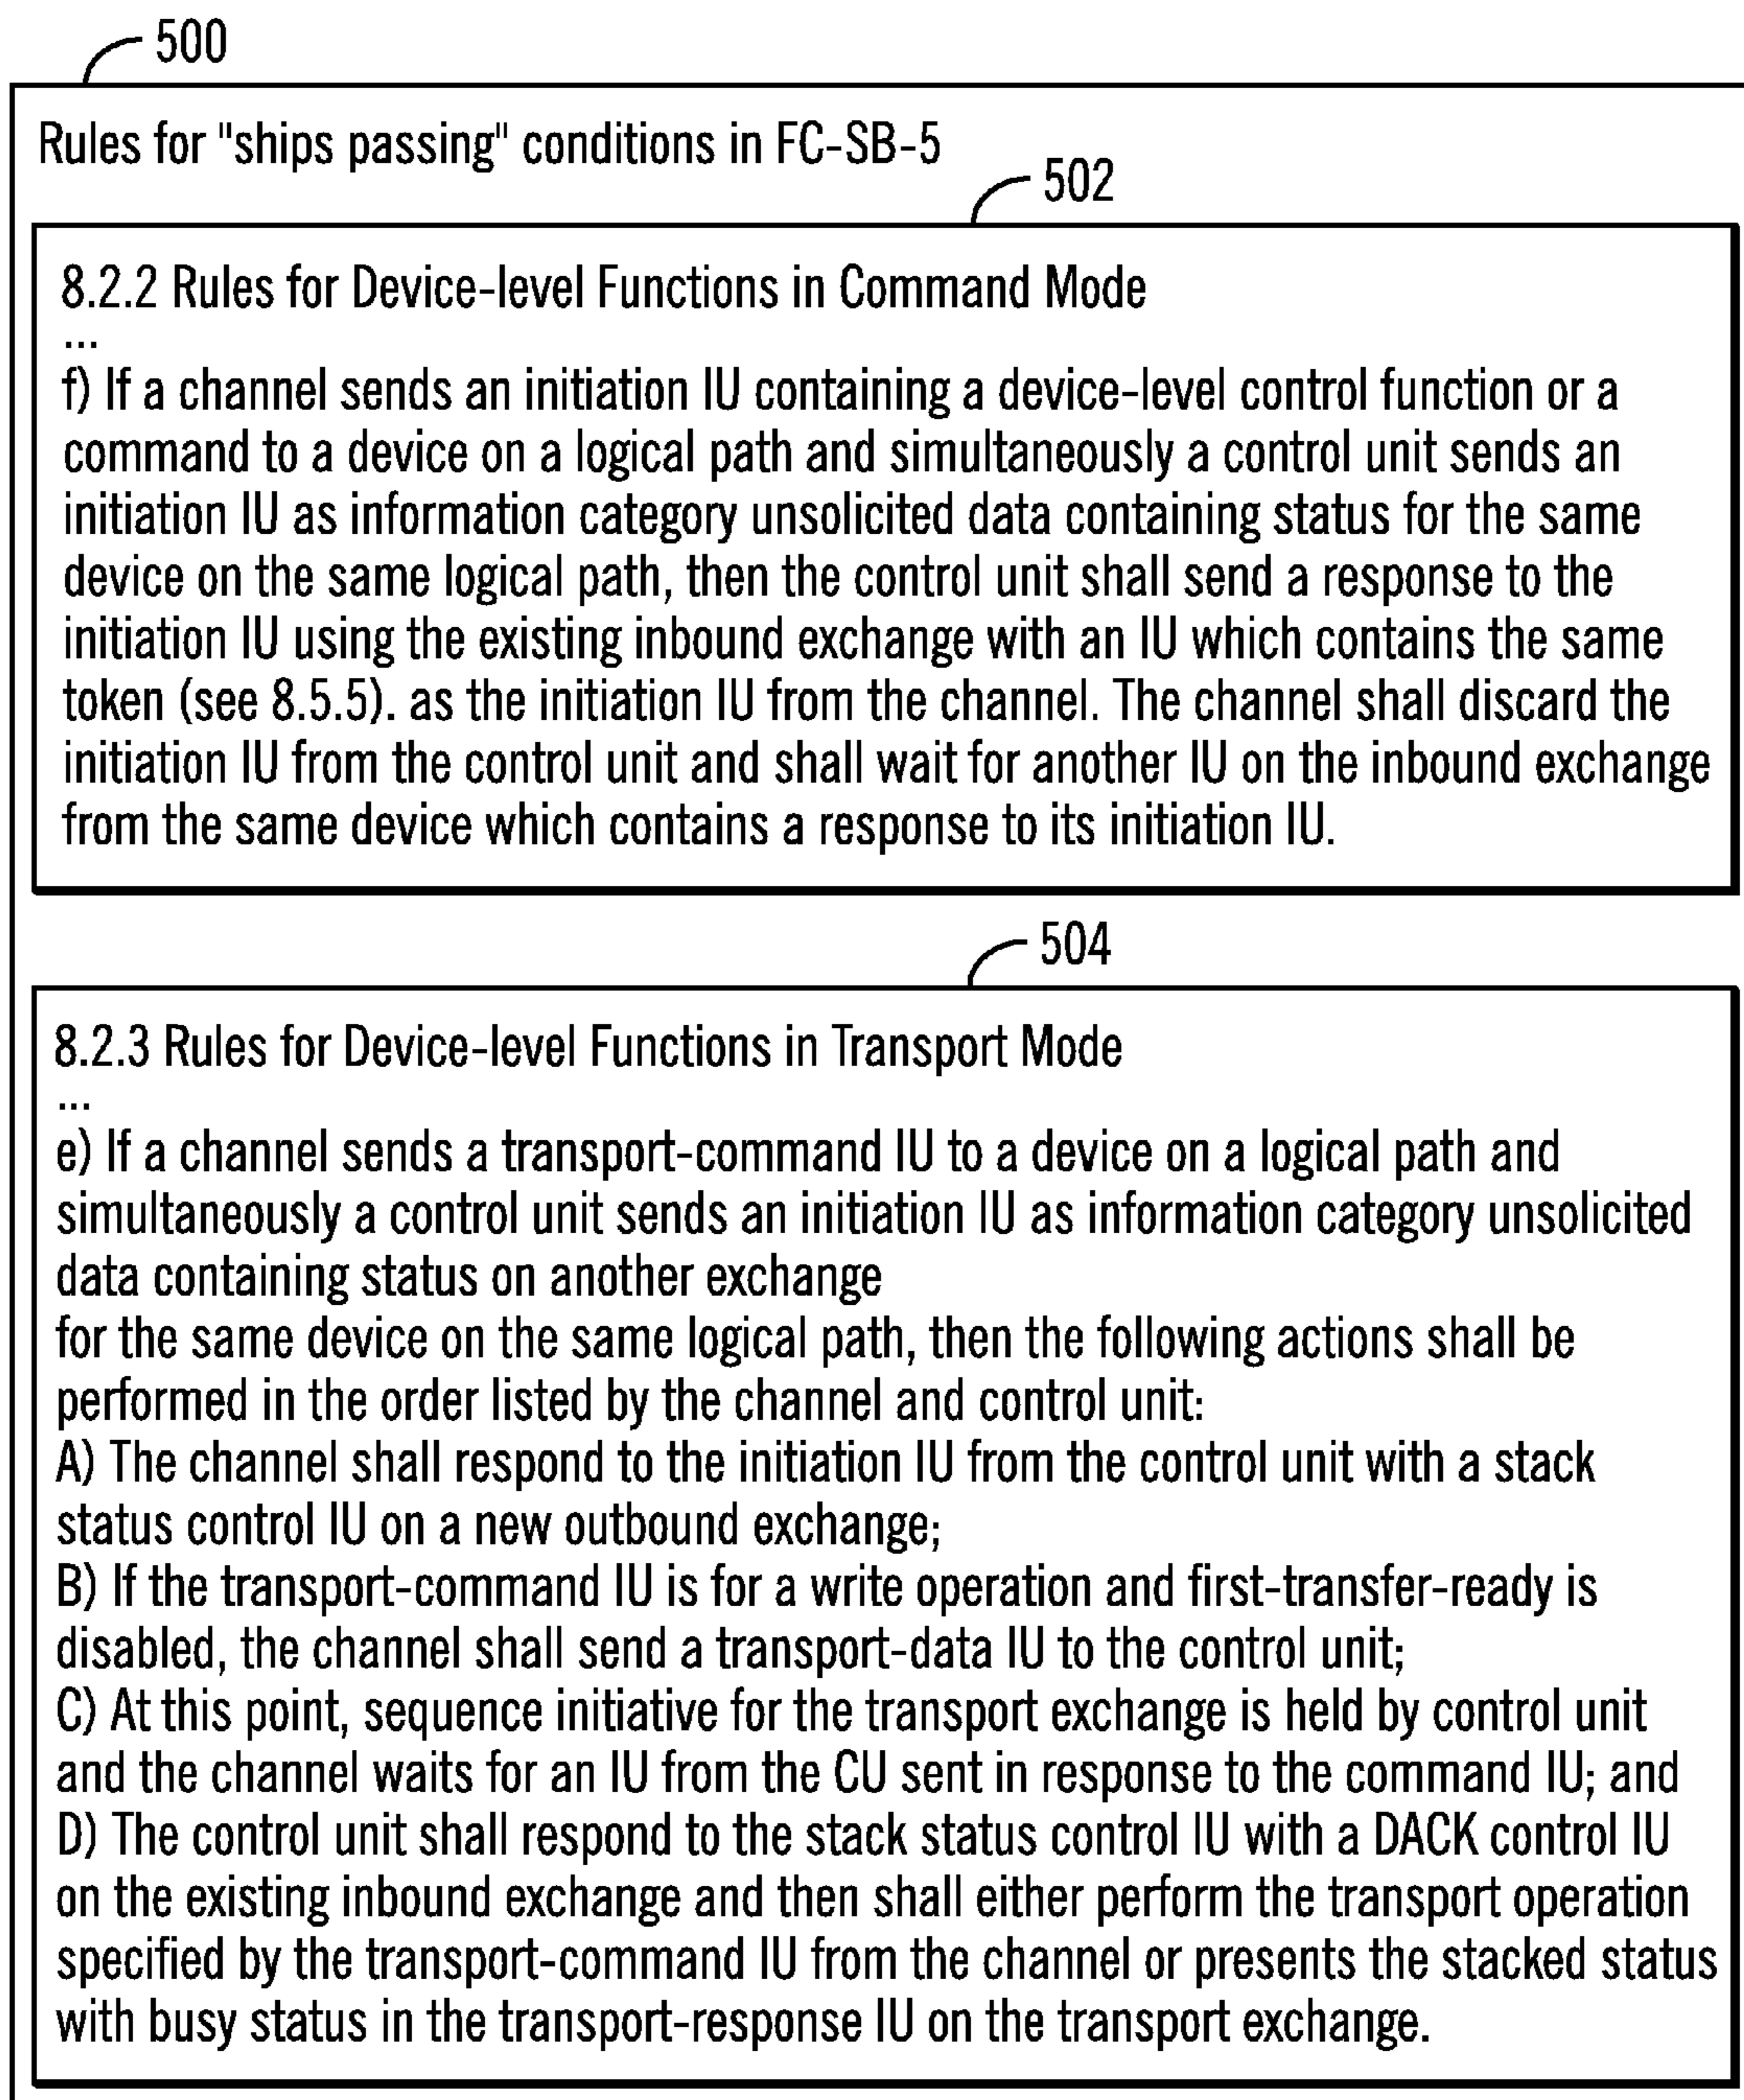 500
Rules for "ships passing" conditions in FC-SB-5
502
8.2.2 Rules for Device-level Functions in Command Mode
...
f) If a channel sends an initiation IU containing a device-level control function or a
command to a device on a logical path and simultaneously a control unit sends an
initiation IU as information category unsolicited data containing status for the same
device on the same logical path, then the control unit shall send a response to the
initiation IU using the existing inbound exchange with an IU which contains the same
token (see 8.5.5). as the initiation IU from the channel. The channel shall discard the
initiation IU from the control unit and shall wait for another IU on the inbound exchange
from the same device which contains a response to its initiation IU.
504
8.2.3 Rules for Device-level Functions in Transport Mode
...
e) If a channel sends a transport-command IU to a device on a logical path and
simultaneously a control unit sends an initiation IU as information category unsolicited
data containing status on another exchange
for the same device on the same logical path, then the following actions shall be
performed in the order listed by the channel and control unit:
A) The channel shall respond to the initiation IU from the control unit with a stack
status control IU on a new outbound exchange;
B) If the transport-command IU is for a write operation and first-transfer-ready is
disabled, the channel shall send a transport-data IU to the control unit;
C) At this point, sequence initiative for the transport exchange is held by control unit
and the channel waits for an IU from the CU sent in response to the command IU; and
D) The control unit shall respond to the stack status control IU with a DACK control IU
on the existing inbound exchange and then shall either perform the transport operation
specified by the transport-command IU from the channel or presents the stacked status
with busy status in the transport-response IU on the transport exchange.